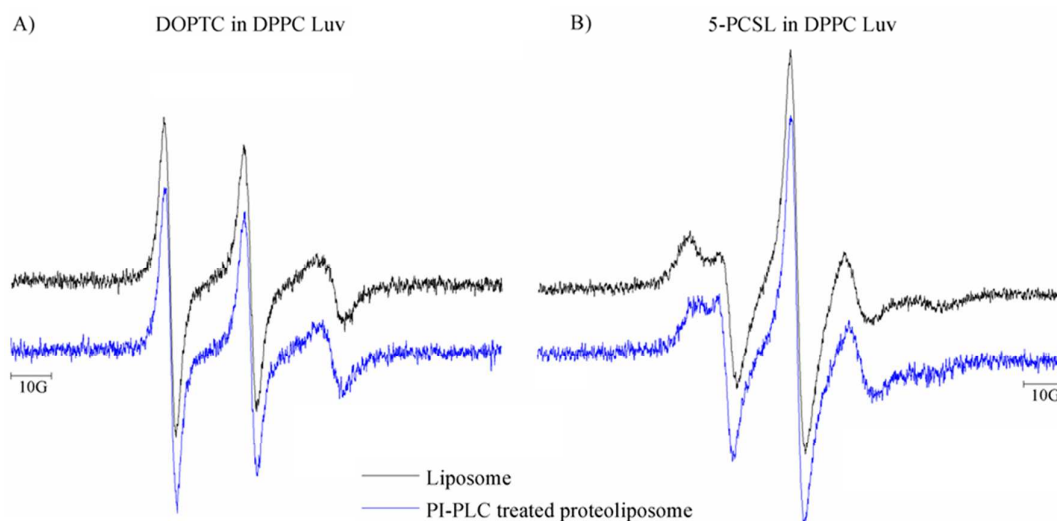 A) DOPTC in DPPC Luv
B) 5-PCSL in DPPC Luv
10G
10G
Liposome
PI-PLC treated proteoliposome